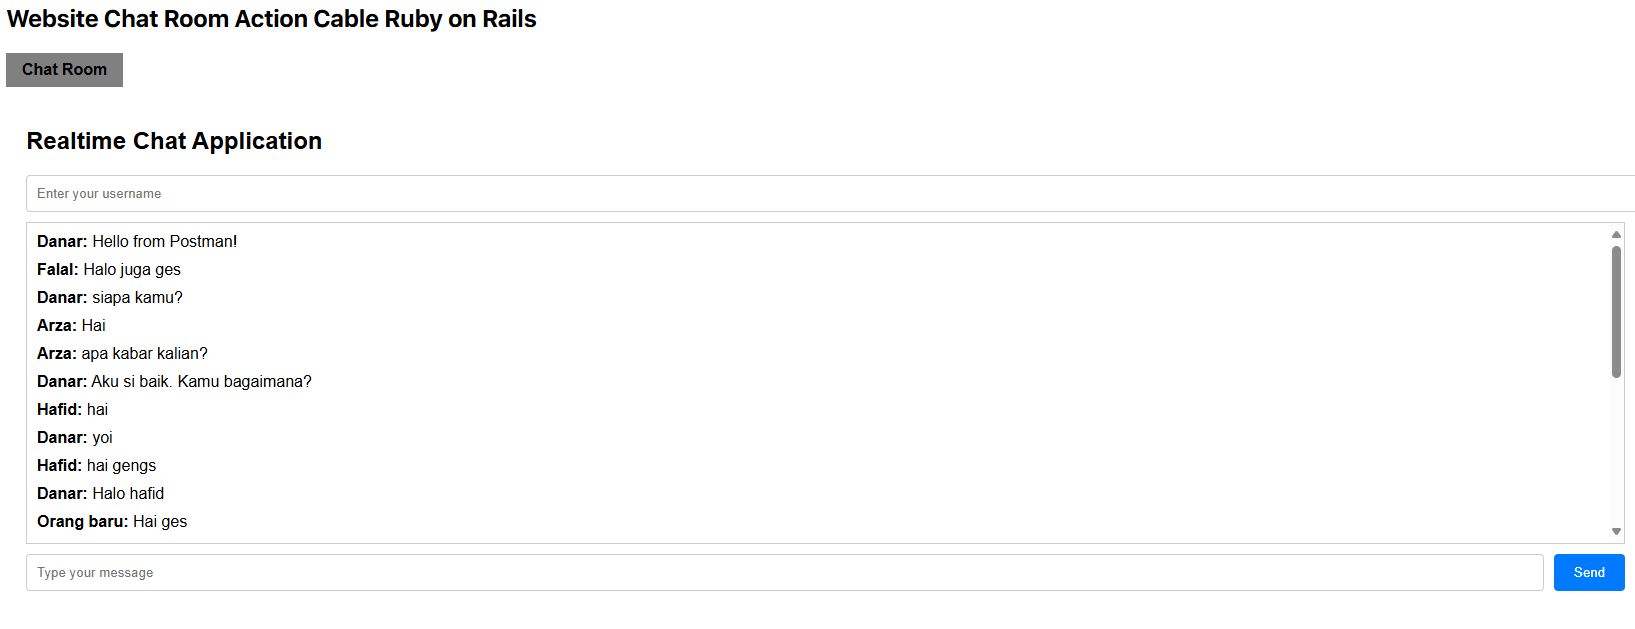 Website Chat Room Action Cable Ruby on Rails
Chat Room
Realtime Chat Application
Enter your username
Danar: Hello from Postman!
Falal: Halo juga ges
Danar: siapa kamu?
Arza: Hai
Arza: apa kabar kalian?
Danar: Aku si baik. Kamu bagaimana?
Hafid: hai
Danar: yoi
Hafid: hai gengs
Danar: Halo hafid
Orang baru: Hai ges
Type your message
Send